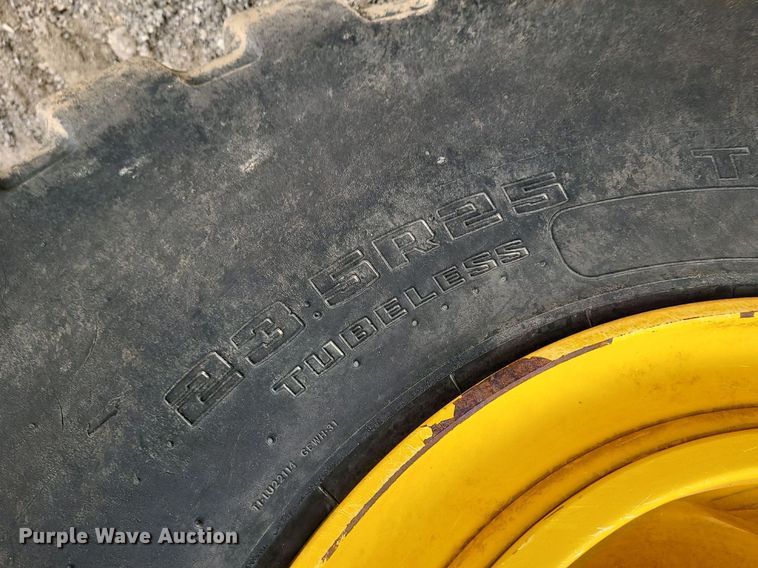 23.5R25
TUBELESS
T
Purple Wave Auction®